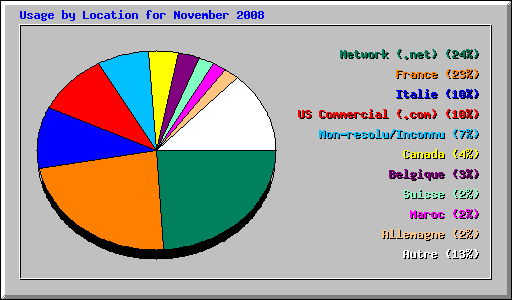 Usage by Location for November 2008
Network (.net) (24%)
France (23%)
Italie (10%)
US Commercial (.com) (10%)
Non-resolu/Inconnu (7%)
Canada (4%)
Belgique (3%)
Suisse (2%)
Maroc (2%)
Allemagne (2%)
Autre (13%)